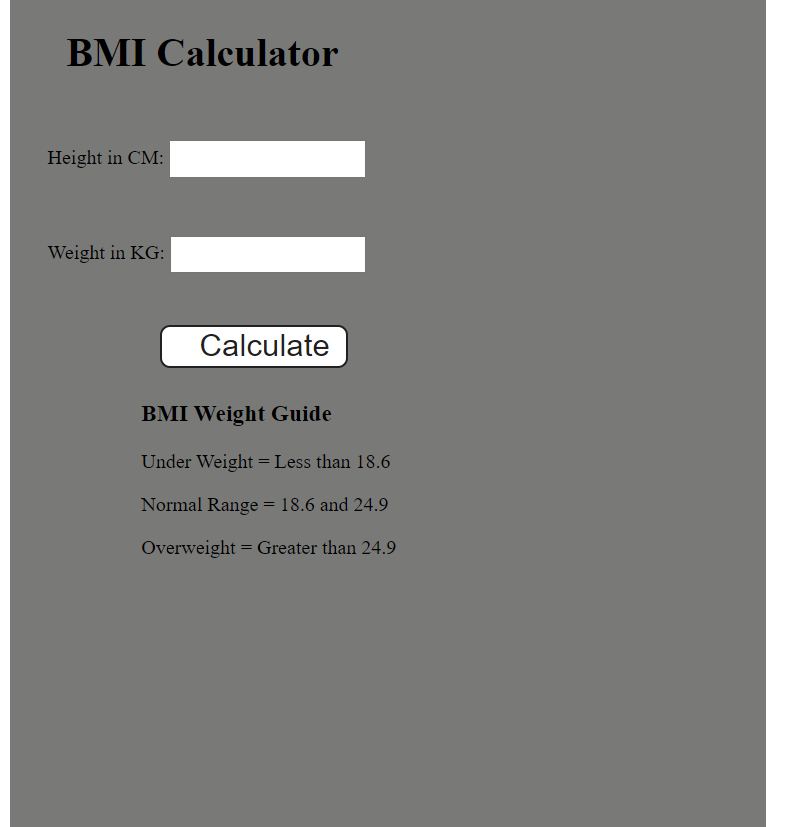 BMI Calculator
Height in CM:
Weight in KG:
Calculate
BMI Weight Guide
Under Weight = Less than 18.6
Normal Range = 18.6 and 24.9
Overweight = Greater than 24.9